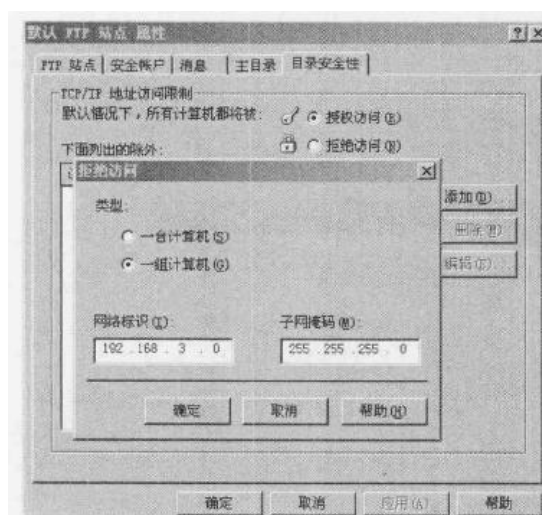 默认 FTP 站点 属性
FTP 站点 安全帐户 消息 主目录 目录安全性
TCP/IP 地址访问限制
默认情况下，所有计算机都将被:
授权访问(R)
拒绝访问(N)
下面列出的除外:
拒绝访问
添加(D)...
删除(M)
编辑(T)...
类型:
一台计算机(S)
一组计算机(G)
网络标识(I):
子网掩码(M):
192 .168 . 3 . 0
255 .255 .255 . 0
确定
取消
帮助(H)
确定
取消
应用(A)
帮助